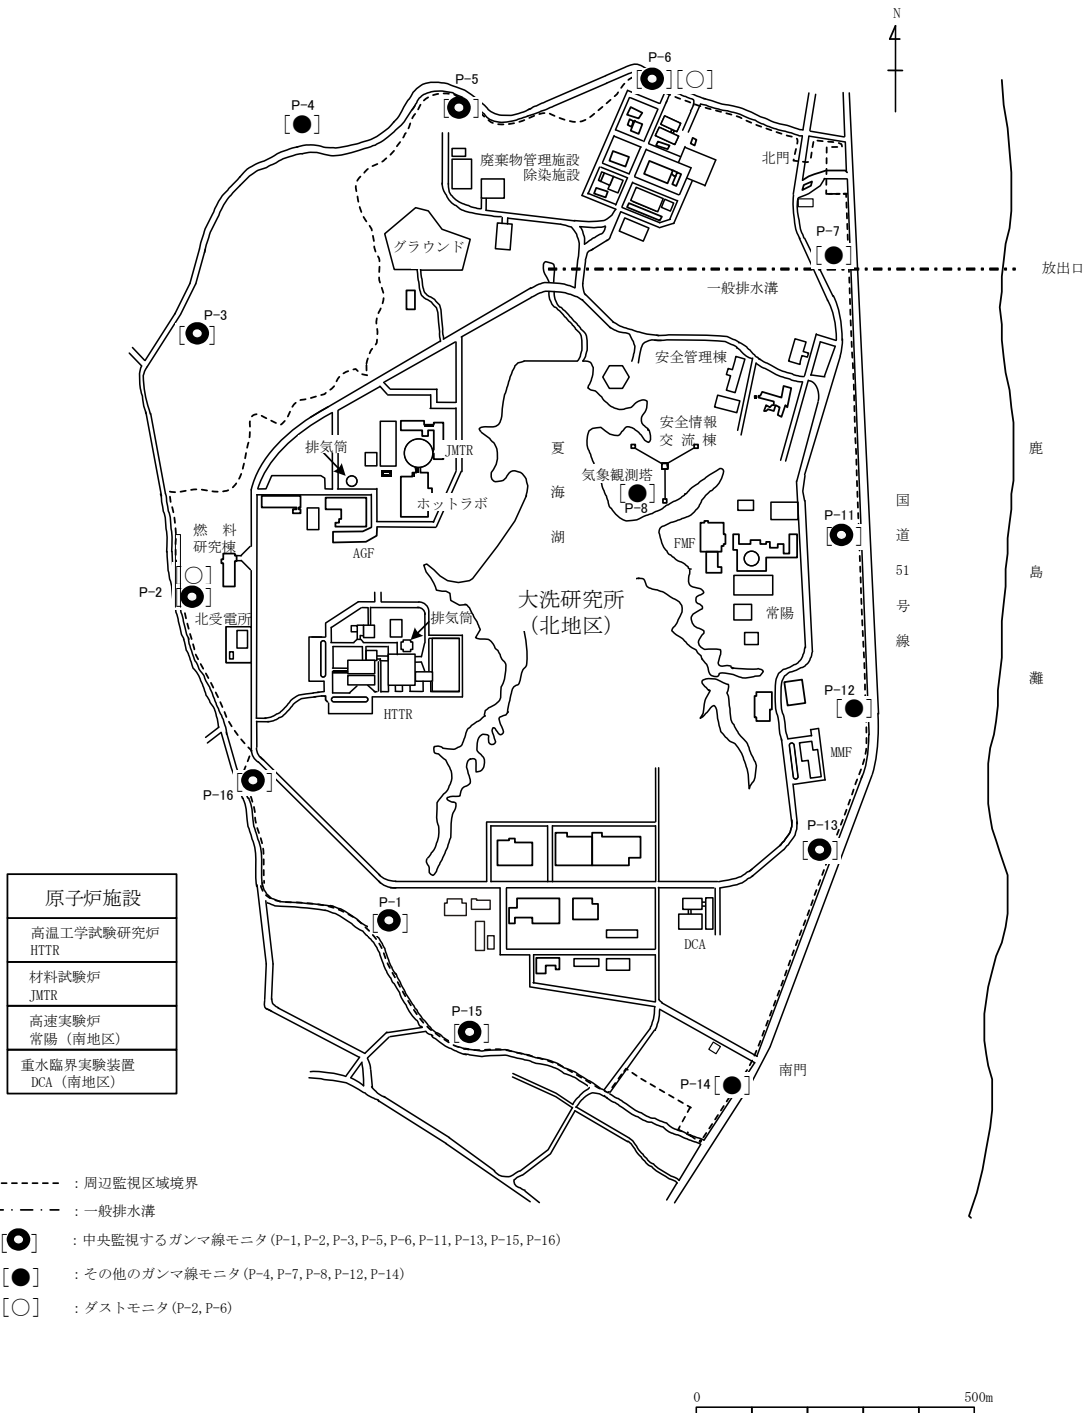 N
P-6
P-5
P-4
廃棄物管理施設
除染施設
北門
P-7
グラウンド
放出口
一般排水溝
P-3
安全管理棟
安全情報
交 流 棟
排気筒
JMTR
夏
海
湖
気象観測塔
P-8
ホットラボ
鹿
島
灘
国
道
51
号
線
P-11
燃 料
研究棟
AGF
FMF
P-2
北受電所
大洗研究所
(北地区)
常陽
排気筒
HTTR
P-12
MMF
P-16
P-13
原子炉施設
高温工学試験研究炉
HTTR
材料試験炉
JMTR
高速実験炉
常陽 (南地区)
重水臨界実験装置
DCA (南地区)
P-1
DCA
P-15
南門
P-14
：周辺監視区域境界
：一般排水溝
：中央監視するガンマ線モニタ(P-1, P-2, P-3, P-5, P-6, P-11, P-13, P-15, P-16)
：その他のガンマ線モニタ(P-4, P-7, P-8, P-12, P-14)
：ダストモニタ(P-2, P-6)
0 500m